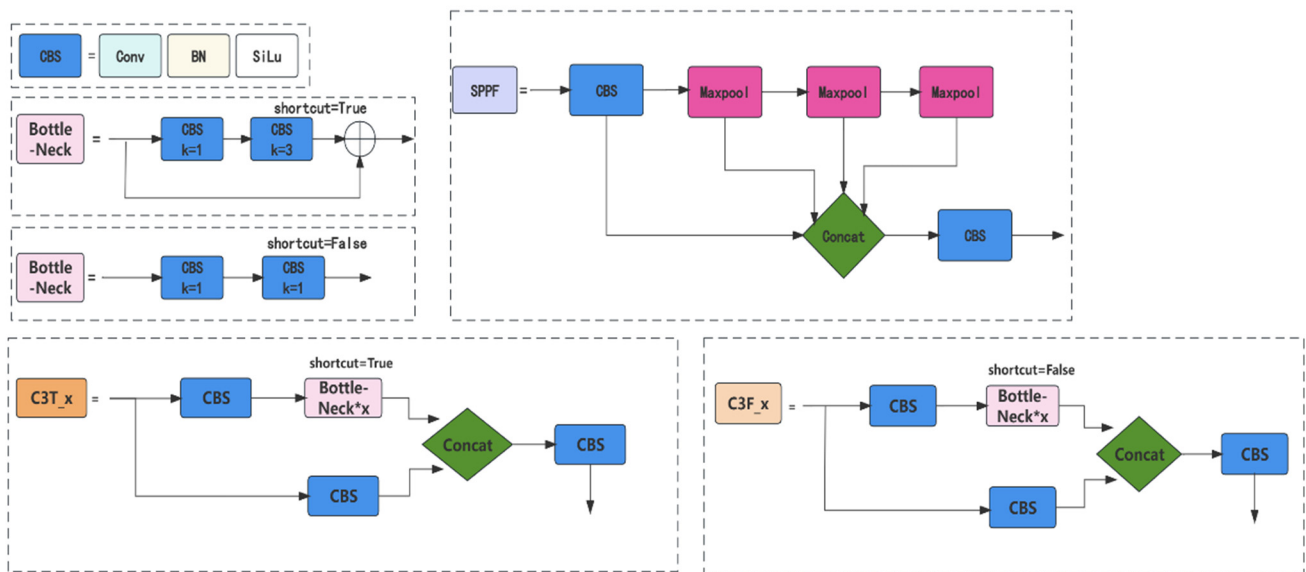 CBS = Conv BN SiLu
shortcut=True
Bottle
-Neck
=
CBS
k=1
CBS
k=3
shortcut=False
Bottle
-Neck
=
CBS
k=1
CBS
k=1
SPPF = CBS Maxpool Maxpool Maxpool
Concat CBS
shortcut=True
C3T_x = CBS
Bottle-
Neck*x
Concat CBS
CBS
shortcut=False
C3F_x = CBS
Bottle-
Neck*x
Concat CBS
CBS